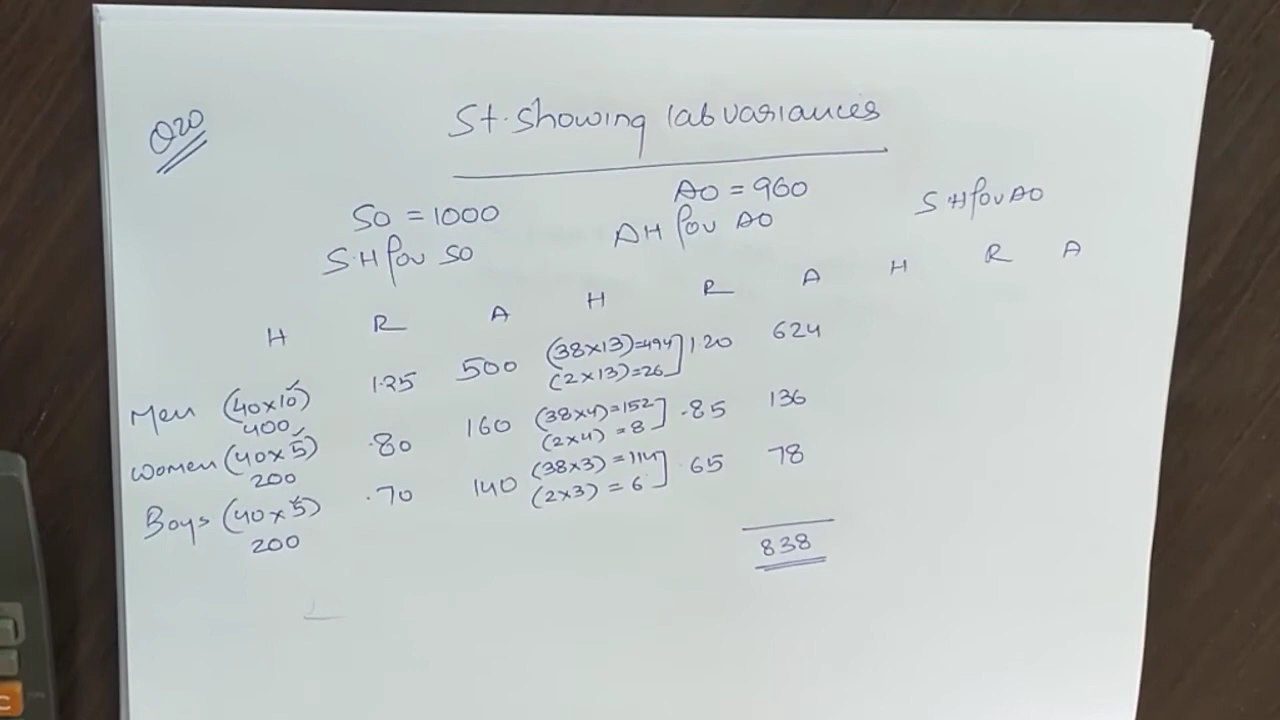 Q20
St. showing lab variances
SO = 1000
AO = 960
S.H for SO
AH for AO
S.H for AO
H R A H R A H R A
Men (40x10) 1.25 500 (38x13)=494 1.20 624
400 (2x13)=26
Women (40x5) .80 160 (38x4)=152 .85 136
200 (2x4) = 8
Boys (40x5) .70 140 (38x3)=114 .65 78
200 (2x3) = 6
838
C